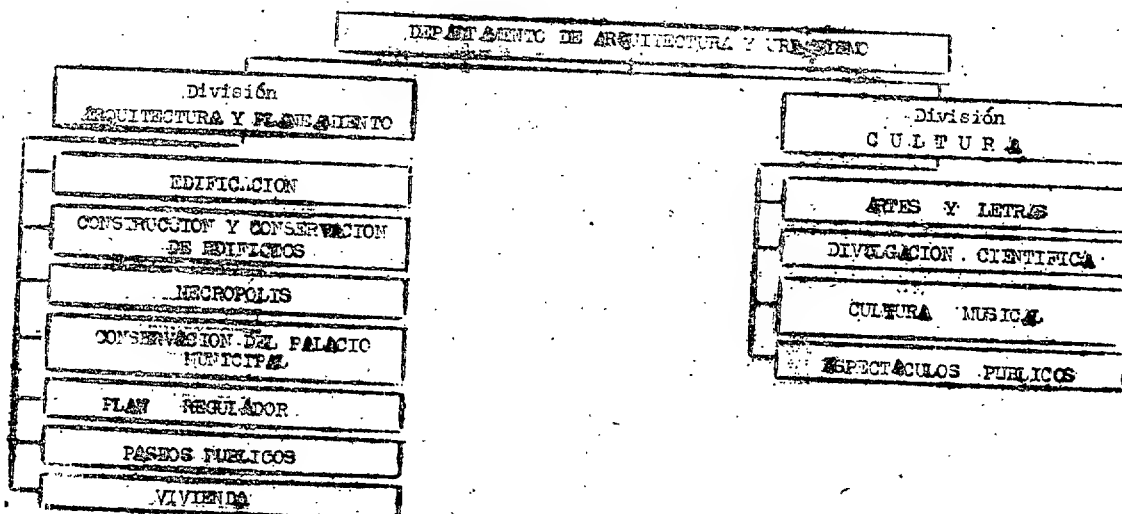 DEPARTAMENTO DE ARQUITECTURA Y URBANISMO
División
ARQUITECTURA Y PLANEAMIENTO
EDIFICACION
CONSTRUCCION Y CONSERVACION
DE EDIFICIOS
NECROPOLIS
CONSERVACION DEL PALACIO
MUNICIPAL
PLAN REGULADOR
PASEOS PUBLICOS
VIVIENDA
División
C U L T U R A
ARTES Y LETRAS
DIVULGACION CIENTIFICA
CULTURA MUSICAL
ESPECTACULOS PUBLICOS